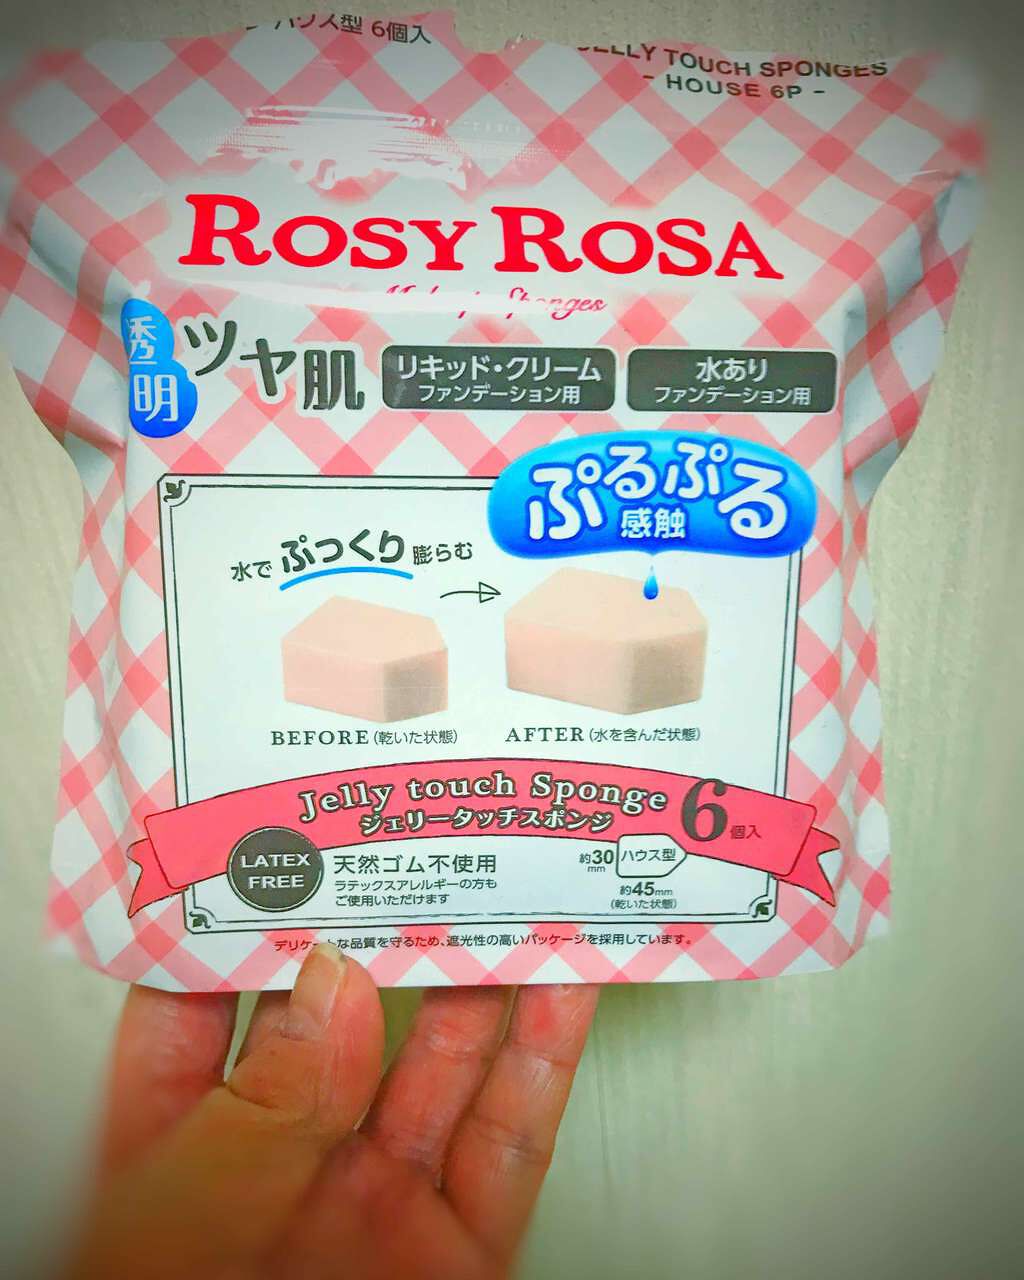 ハウス型 6個入
JELLY TOUCH SPONGES
- HOUSE 6P -
ROSY ROSA
Sponges
透明
ツヤ肌
リキッド・クリーム
ファンデーション用
水あり
ファンデーション用
ぷるぷる
感触
水で ぷっくり 膨らむ
BEFORE (乾いた状態)
AFTER (水を含んだ状態)
Jelly touch Sponge
ジェリータッチスポンジ
6個入
LATEX
FREE
天然ゴム不使用
ラテックスアレルギーの方も
ご使用いただけます
約30
mm
ハウス型
約45mm
(乾いた状態)
デリケートな品質を守るため、遮光性の高いパッケージを採用しています。